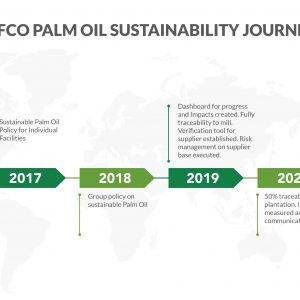 FCO PALM OIL SUSTAINABILITY JOURNE
Sustainable Palm Oil
Policy for Individual
Facilities
Dashboard for progress
and Impacts created. Fully
traceability to mill.
Verification tool for
supplier established. Risk
management on supplier
base executed.
2017
2018
2019
202
Group policy on
sustainable Palm Oil
50% traceab
plantation. I
measured a
communicat